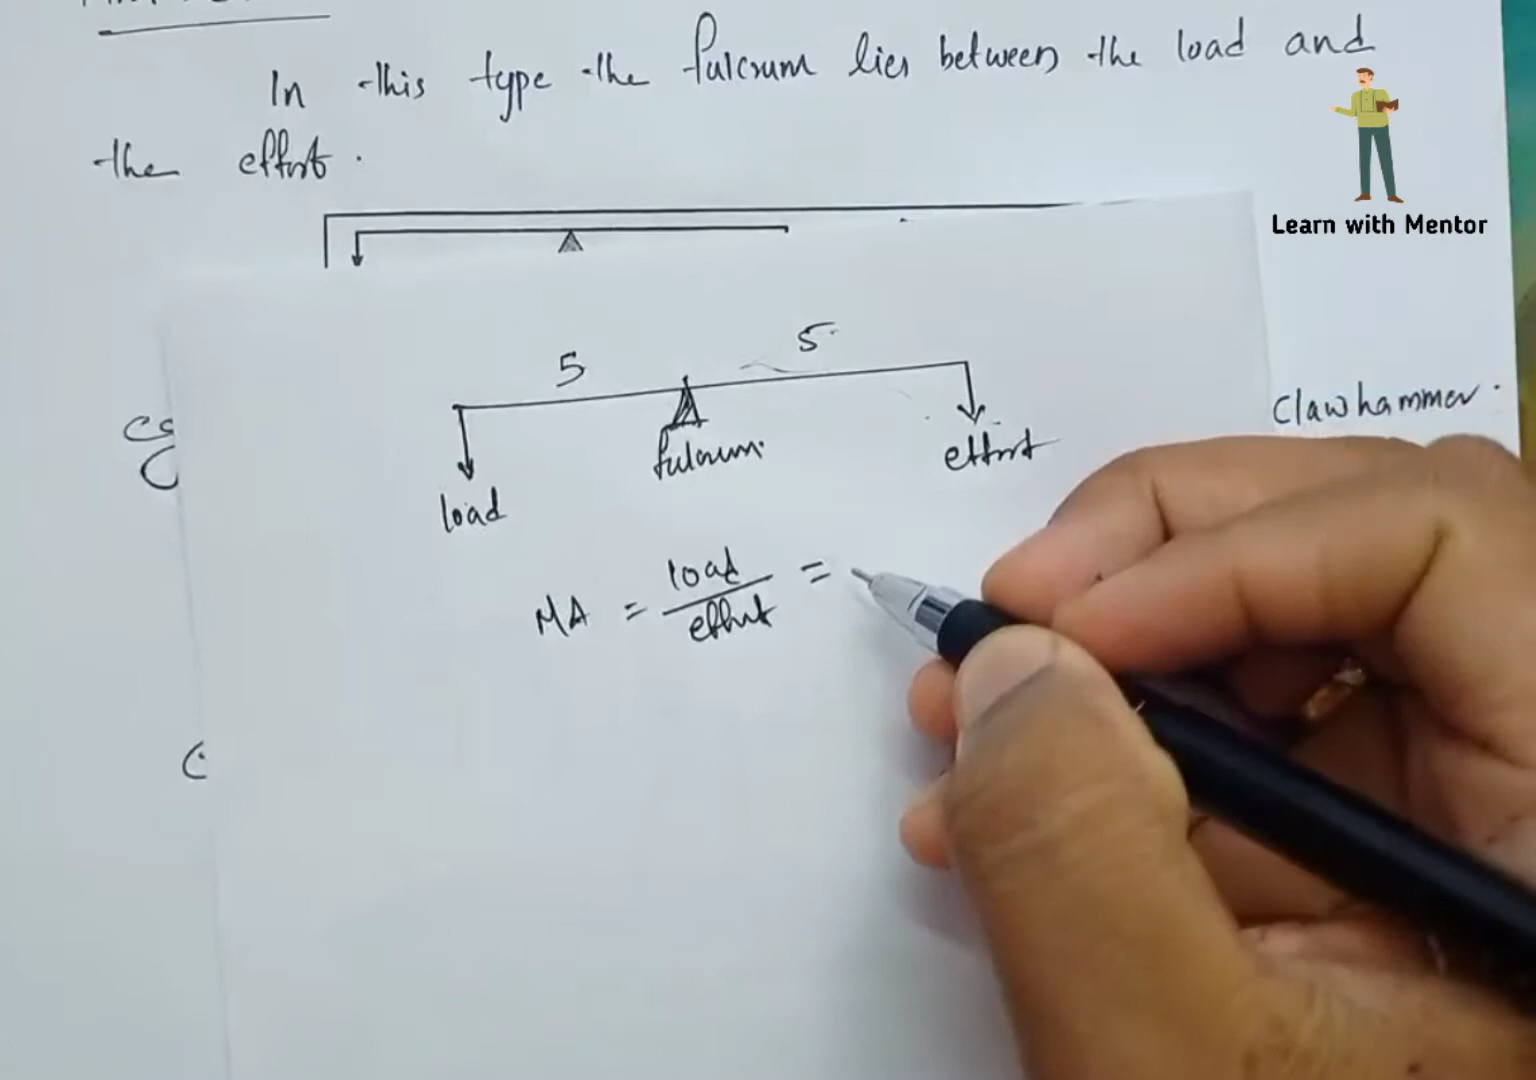 In this type the fulcrum lies between the load and
the effort.
Learn with Mentor
5 5
Clawhammer.
load fulcrum effort
MA = load/effort =